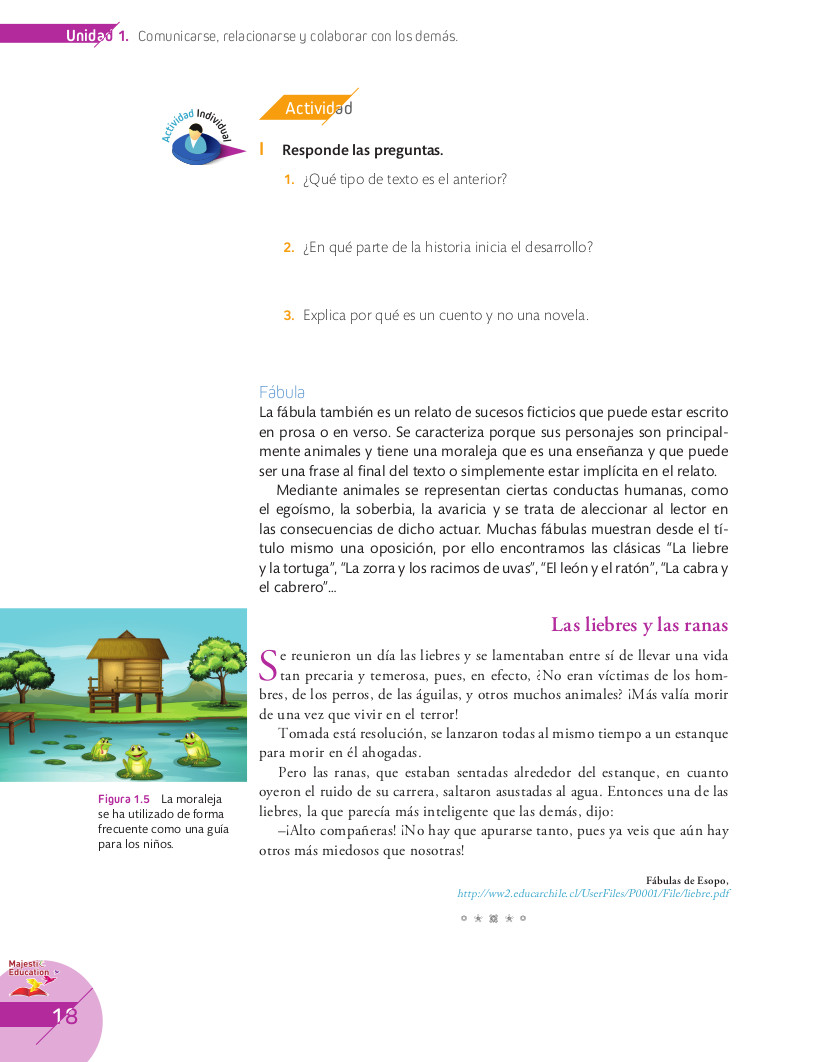 Unidad 1. Comunicarse, relacionarse y colaborar con los demás.
Actividad
Actividad Individual
I Responde las preguntas.
1. ¿Qué tipo de texto es el anterior?
2. ¿En qué parte de la historia inicia el desarrollo?
3. Explica por qué es un cuento y no una novela.
Fábula
La fábula también es un relato de sucesos ficticios que puede estar escrito
en prosa o en verso. Se caracteriza porque sus personajes son principal-
mente animales y tiene una moraleja que es una enseñanza y que puede
ser una frase al final del texto o simplemente estar implícita en el relato.
Mediante animales se representan ciertas conductas humanas, como
el egoísmo, la soberbia, la avaricia y se trata de aleccionar al lector en
las consecuencias de dicho actuar. Muchas fábulas muestran desde el tí-
tulo mismo una oposición, por ello encontramos las clásicas “La liebre
y la tortuga”, “La zorra y los racimos de uvas”, “El león y el ratón”, “La cabra y
el cabrero”...
Las liebres y las ranas
Se reunieron un día las liebres y se lamentaban entre sí de llevar una vida
tan precaria y temerosa, pues, en efecto, ¿No eran víctimas de los hom-
bres, de los perros, de las águilas, y otros muchos animales? ¡Más valía morir
de una vez que vivir en el terror!
Tomada está resolución, se lanzaron todas al mismo tiempo a un estanque
para morir en él ahogadas.
Pero las ranas, que estaban sentadas alrededor del estanque, en cuanto
oyeron el ruido de su carrera, saltaron asustadas al agua. Entonces una de las
liebres, la que parecía más inteligente que las demás, dijo:
–¡Alto compañeras! ¡No hay que apurarse tanto, pues ya veis que aún hay
otros más miedosos que nosotras!
Fábulas de Esopo,
http://ww2.educarchile.cl/UserFiles/P0001/File/liebre.pdf
Figura 1.5 La moraleja
se ha utilizado de forma
frecuente como una guía
para los niños.
Majestic
Education
18